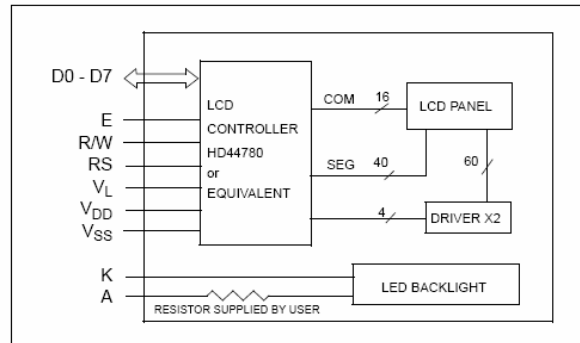 D0 - D7
E
R/W
RS
VL
VDD
VSS
K
A
LCD
CONTROLLER
HD44780
or
EQUIVALENT
COM 16
LCD PANEL
SEG 40
60
4
DRIVER X2
LED BACKLIGHT
RESISTOR SUPPLIED BY USER